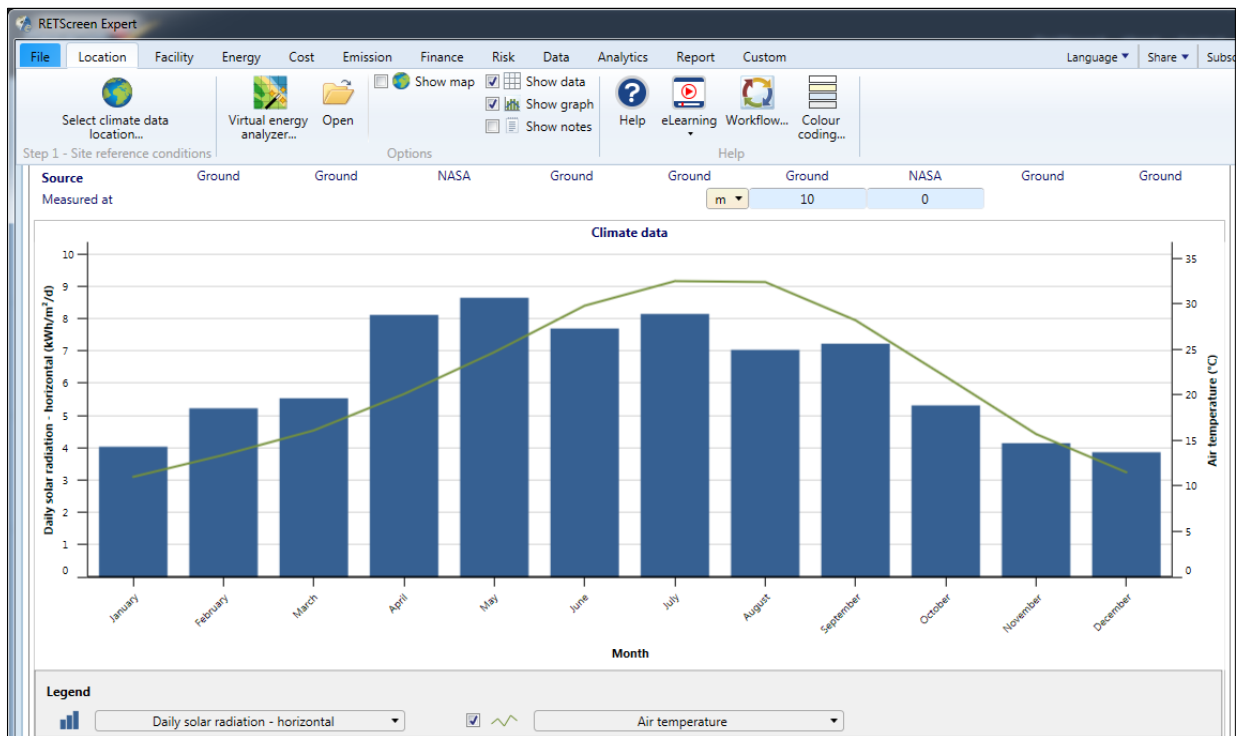 RETScreen Expert
File Location Facility Energy Cost Emission Finance Risk Data Analytics Report Custom Language Share
Select climate data location...
Virtual energy analyzer...
Open
Show map
Show data
Show graph
Show notes
Help
eLearning
Workflow...
Colour coding...
Step 1 - Site reference conditions
Options
Help
Source Ground Ground NASA Ground Ground Ground NASA Ground Ground
Measured at m 10 0
Climate data
Daily solar radiation - horizontal (kWh/m²/d)
10
9
8
7
6
5
4
3
2
1
0
35
30
25
20
15
10
5
0
Air temperature (°C)
January February March April May June July August September October November December
Month
Legend
Daily solar radiation - horizontal Air temperature